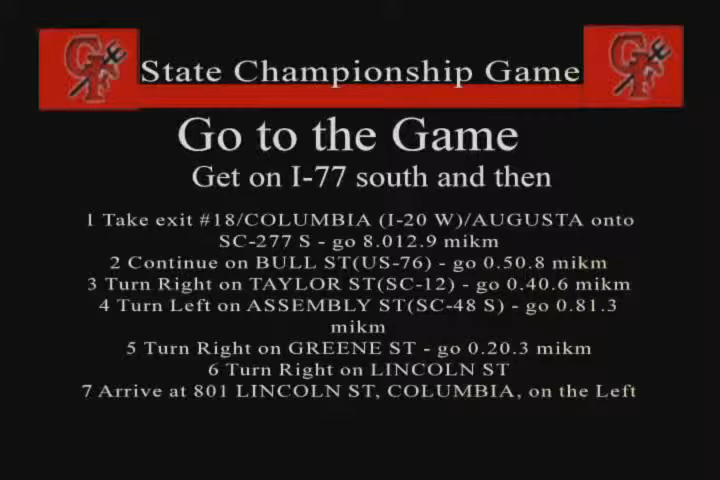 GF
GF
State Championship Game
Go to the Game
Get on I-77 south and then
1 Take exit #18/COLUMBIA (I-20 W)/AUGUSTA onto
SC-277 S - go 8.012.9 mikm
2 Continue on BULL ST(US-76) - go 0.50.8 mikm
3 Turn Right on TAYLOR ST(SC-12) - go 0.40.6 mikm
4 Turn Left on ASSEMBLY ST(SC-48 S) - go 0.81.3
mikm
5 Turn Right on GREENE ST - go 0.20.3 mikm
6 Turn Right on LINCOLN ST
7 Arrive at 801 LINCOLN ST, COLUMBIA, on the Left